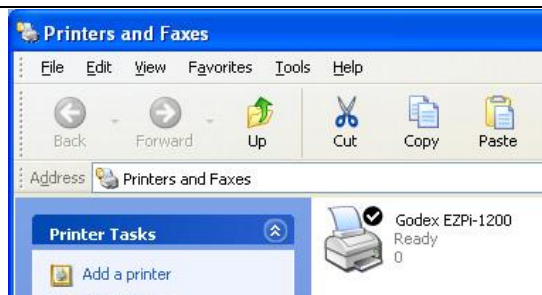 Printers and Faxes
File Edit View Favorites Tools Help
Back Forward Up Cut Copy Paste
Address Printers and Faxes
Printer Tasks
Add a printer
Godex EZPi-1200
Ready
0